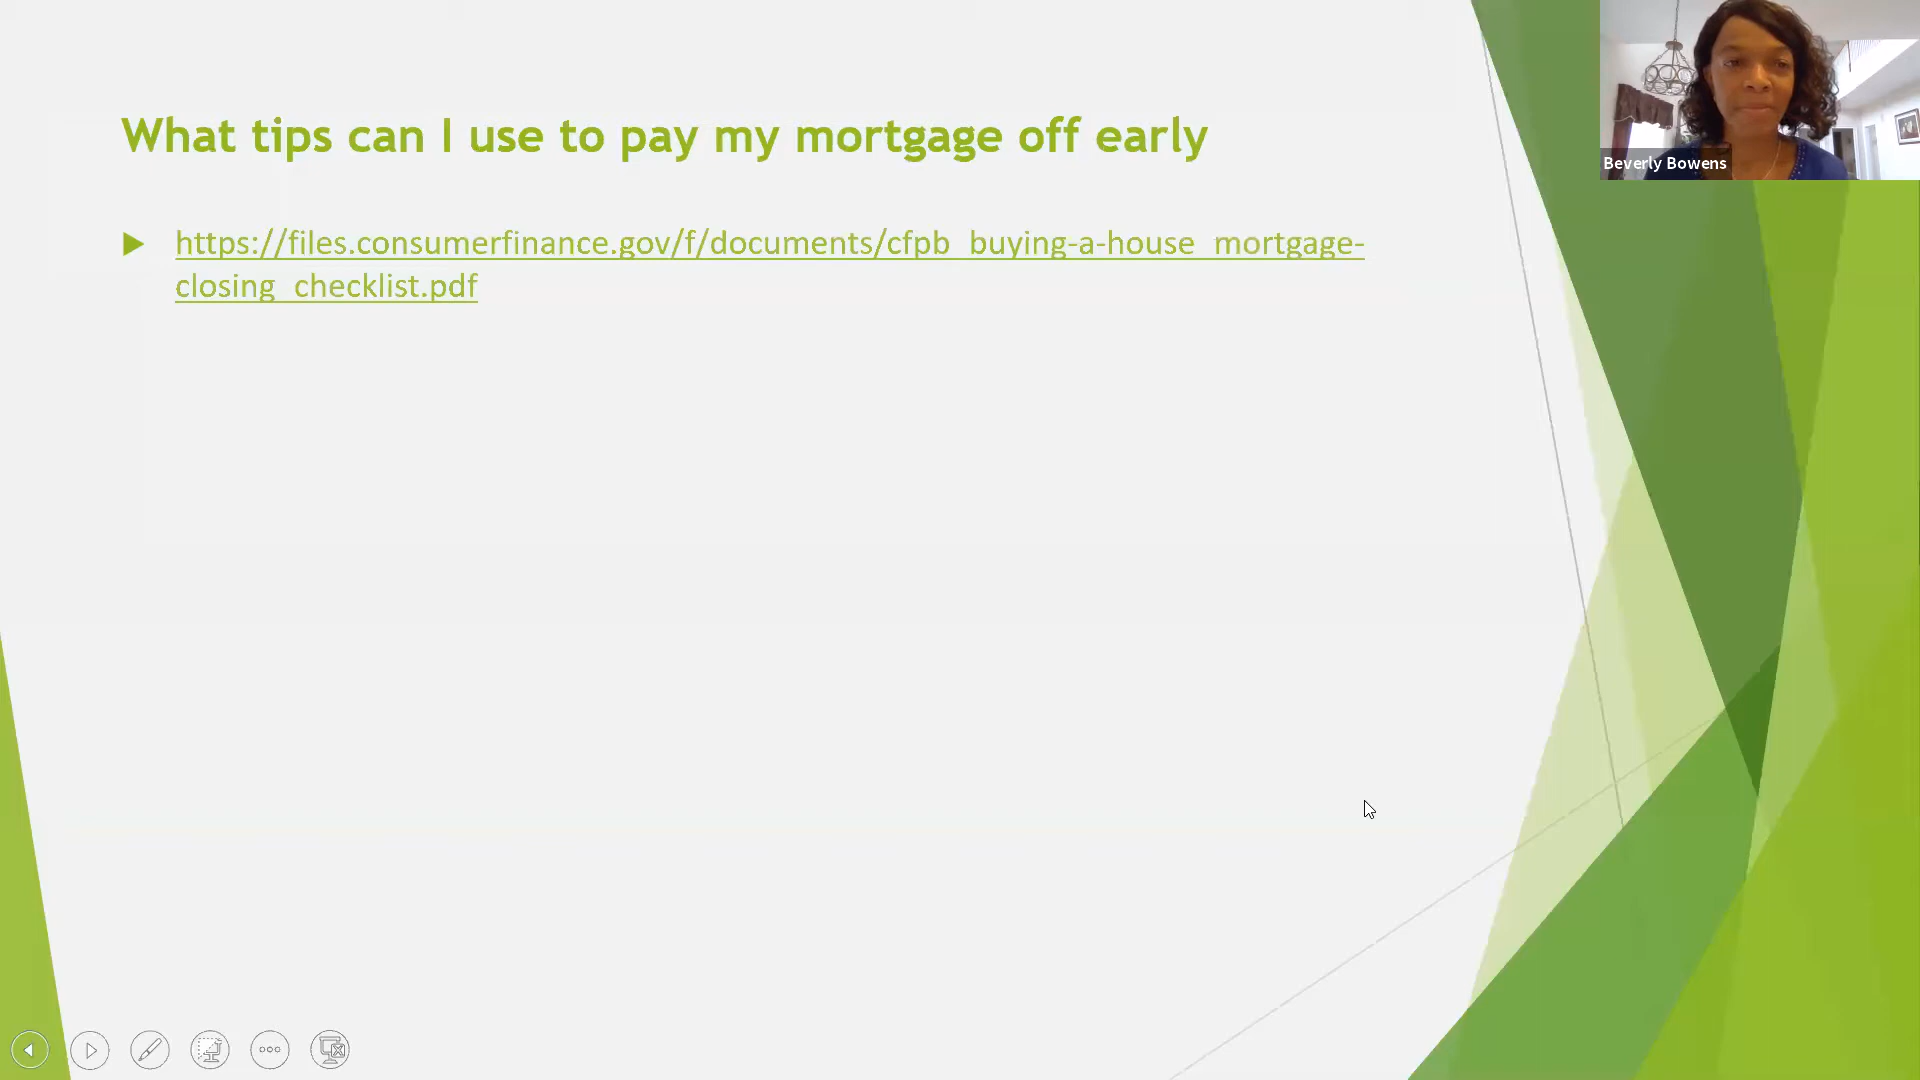 What tips can I use to pay my mortgage off early
https://files.consumerfinance.gov/f/documents/cfpb_buying-a-house_mortgage-
closing_checklist.pdf
Beverly Bowens